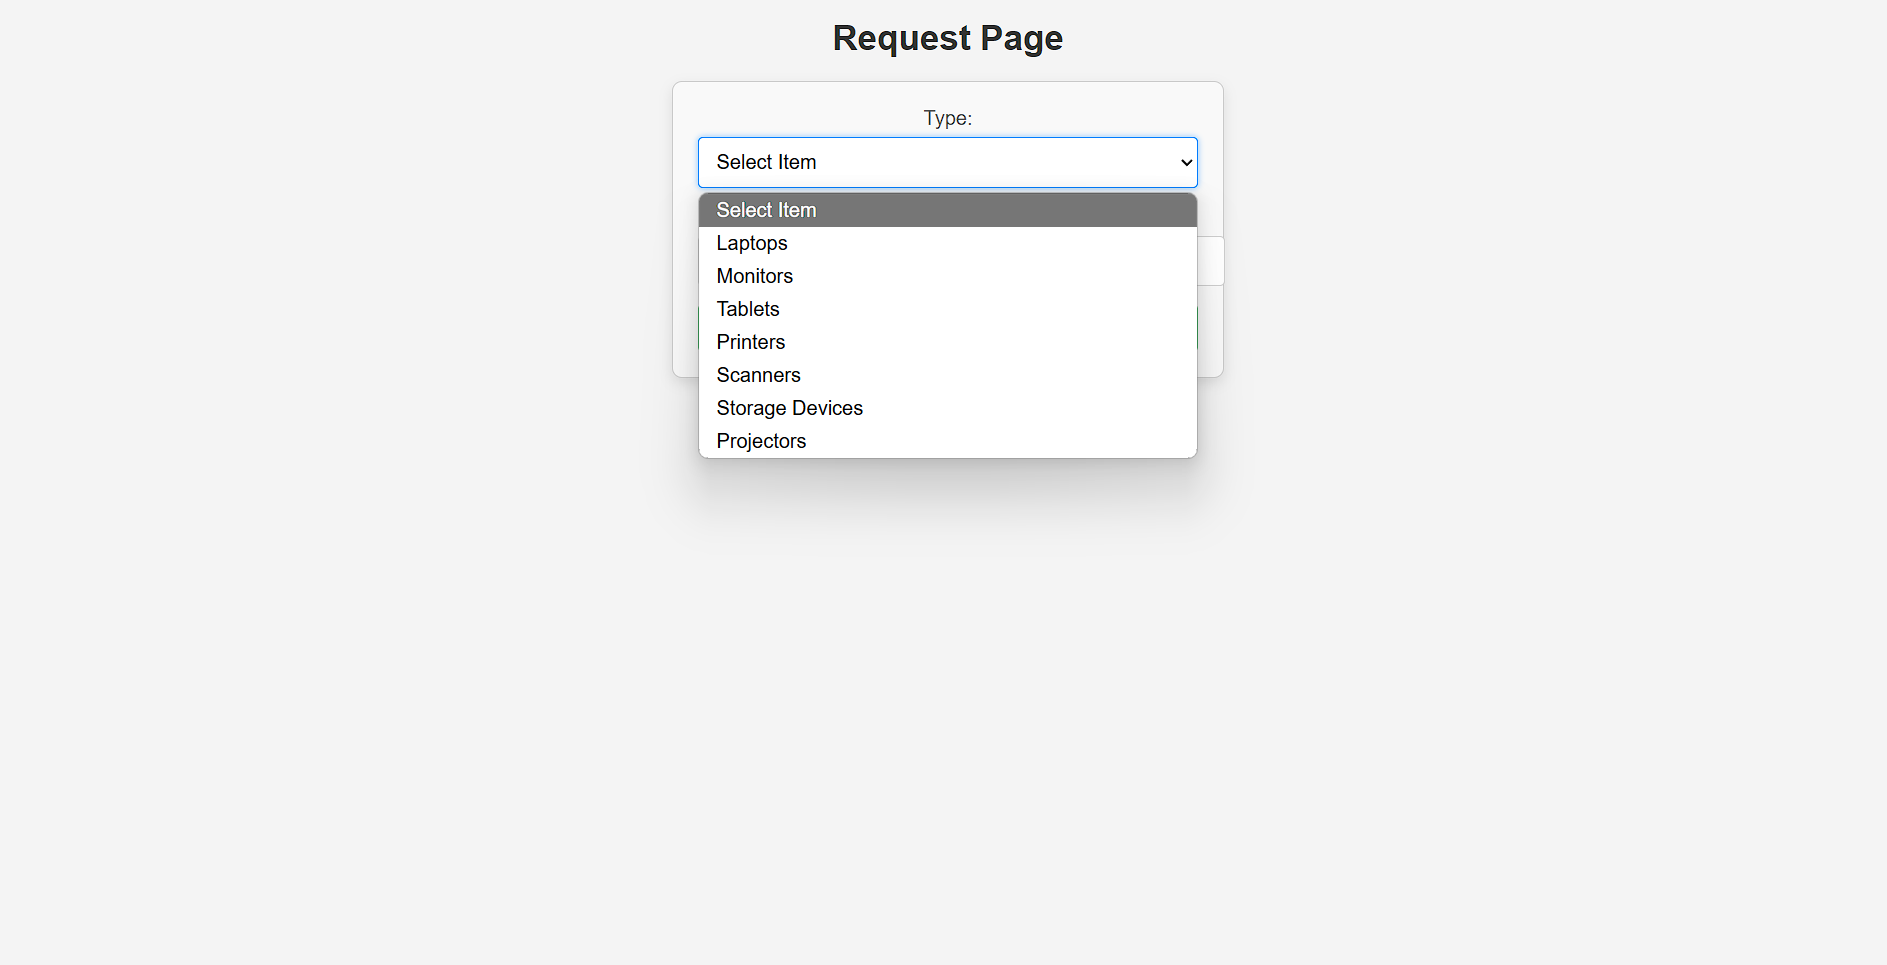 Request Page
Type:
Select Item
Select Item
Laptops
Monitors
Tablets
Printers
Scanners
Storage Devices
Projectors